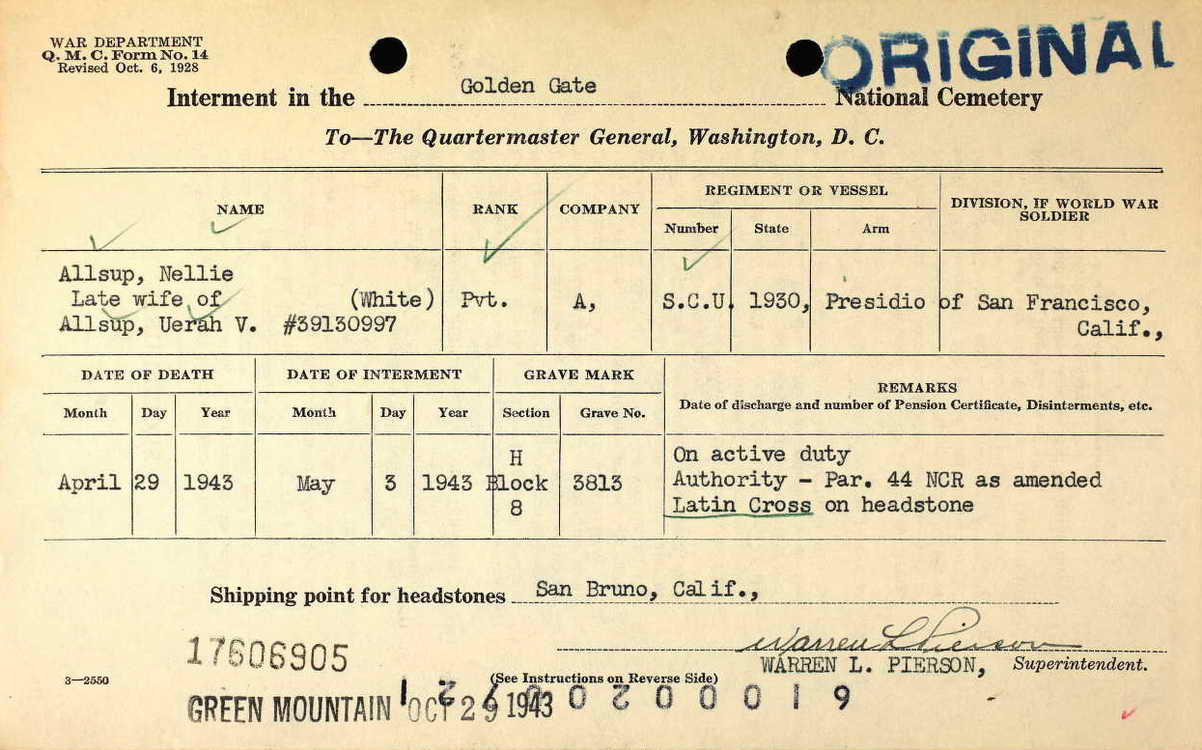 WAR DEPARTMENT
Q. M. C. Form No. 14
Revised Oct. 6, 1928
ORIGINAL
Interment in the Golden Gate National Cemetery
To—The Quartermaster General, Washington, D. C.
NAME RANK COMPANY REGIMENT OR VESSEL DIVISION, IF WORLD WAR SOLDIER
Number State Arm
Allsup, Nellie
Late wife of (White) Pvt. A, S.C.U. 1930, Presidio of San Francisco,
Allsup, Uerah V. #39130997 Calif.,
DATE OF DEATH DATE OF INTERMENT GRAVE MARK REMARKS
Month Day Year Month Day Year Section Grave No. Date of discharge and number of Pension Certificate, Disinterments, etc.
H On active duty
April 29 1943 May 3 1943 Block 3813 Authority - Par. 44 NCR as amended
8 Latin Cross on headstone
Shipping point for headstones San Bruno, Calif.,
Warren L Pierson
17606905 WARREN L. PIERSON, Superintendent.
3—2550 (See Instructions on Reverse Side)
GREEN MOUNTAIN OCT 29 1943 0 2 0 0 0 1 9